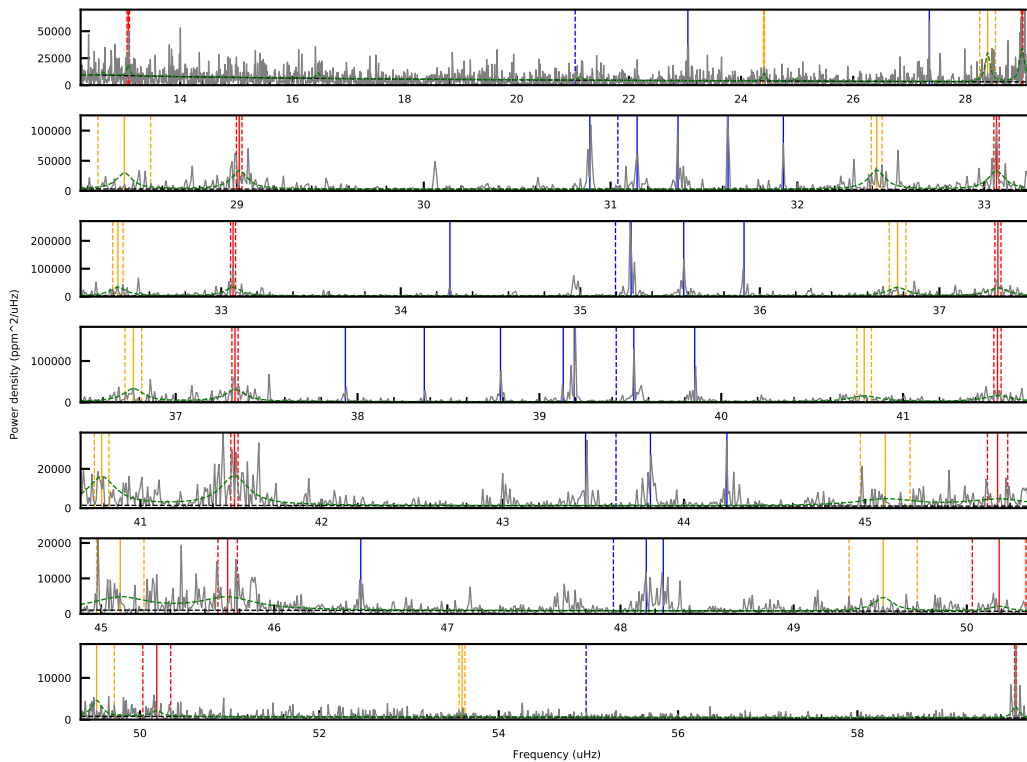 50000
25000
0
14 16 18 20 22 24 26 28
100000
50000
0
29 30 31 32 33
200000
100000
0
33 34 35 36 37
100000
0
37 38 39 40 41
20000
0
41 42 43 44 45
20000
10000
0
45 46 47 48 49 50
10000
0
50 52 54 56 58
Power density (ppm^2/uHz)
Frequency (uHz)